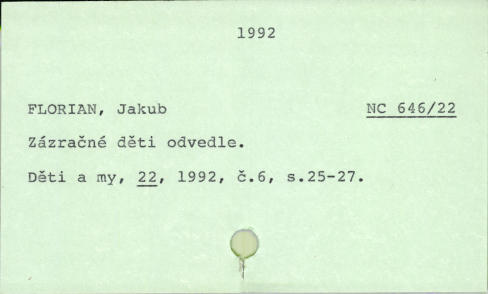 1992
FLORIAN, Jakub NC 646/22
Zázračné děti odvedle.
Děti a my, 22, 1992, č.6, s.25-27.